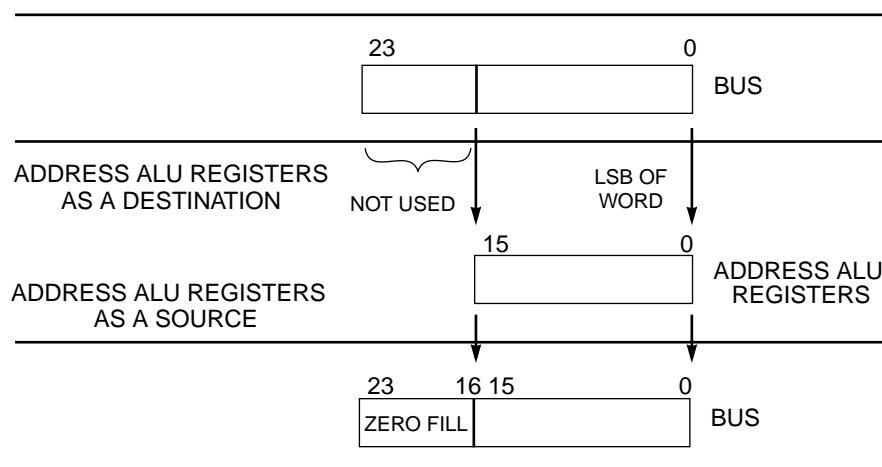 23 0
BUS
ADDRESS ALU REGISTERS
AS A DESTINATION
NOT USED
LSB OF
WORD
15 0
ADDRESS ALU
REGISTERS
ADDRESS ALU REGISTERS
AS A SOURCE
23 16 15 0
ZERO FILL
BUS